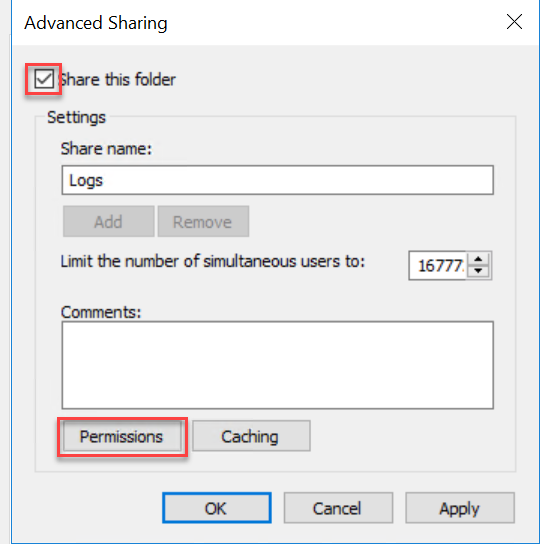 Advanced Sharing
Share this folder
Settings
Share name:
Logs
Add Remove
Limit the number of simultaneous users to: 16777
Comments:
Permissions Caching
OK Cancel Apply